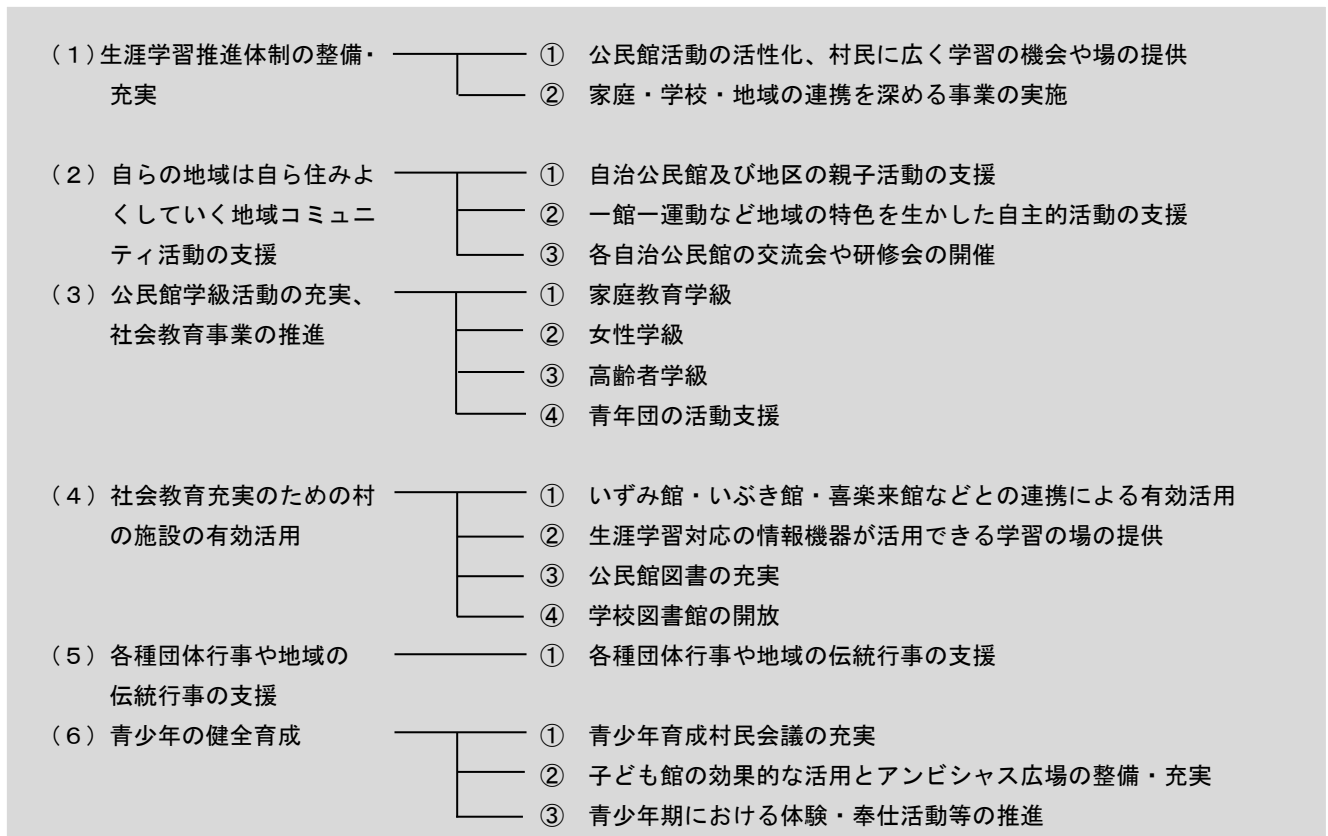 （１）生涯学習推進体制の整備・ ① 公民館活動の活性化、村民に広く学習の機会や場の提供
充実 ② 家庭・学校・地域の連携を深める事業の実施
（２）自らの地域は自ら住みよ ① 自治公民館及び地区の親子活動の支援
くしていく地域コミュニ ② 一館一運動など地域の特色を生かした自主的活動の支援
ティ活動の支援 ③ 各自治公民館の交流会や研修会の開催
（３）公民館学級活動の充実、 ① 家庭教育学級
社会教育事業の推進 ② 女性学級
③ 高齢者学級
④ 青年団の活動支援
（４）社会教育充実のための村 ① いずみ館・いぶき館・喜楽来館などとの連携による有効活用
の施設の有効活用 ② 生涯学習対応の情報機器が活用できる学習の場の提供
③ 公民館図書の充実
④ 学校図書館の開放
（５）各種団体行事や地域の ① 各種団体行事や地域の伝統行事の支援
伝統行事の支援
（６）青少年の健全育成 ① 青少年育成村民会議の充実
② 子ども館の効果的な活用とアンビシャス広場の整備・充実
③ 青少年期における体験・奉仕活動等の推進